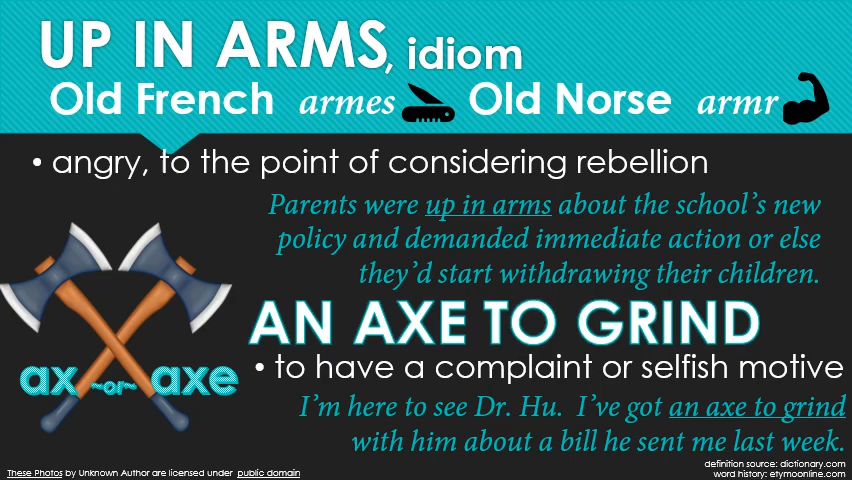 UP IN ARMS, idiom
Old French armes Old Norse armr
• angry, to the point of considering rebellion
Parents were up in arms about the school's new
policy and demanded immediate action or else
they'd start withdrawing their children.
AN AXE TO GRIND
• to have a complaint or selfish motive
ax ~or~ axe
I'm here to see Dr. Hu. I've got an axe to grind
with him about a bill he sent me last week.
These Photos by Unknown Author are licensed under public domain
definition source: dictionary.com
word history: etymoonline.com